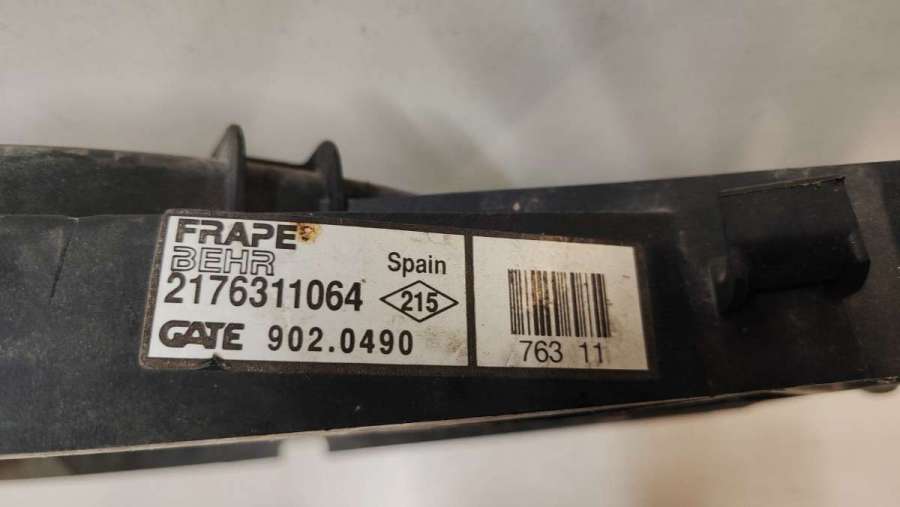 FRAPE
BEHR
Spain
2176311064
215
GATE 902.0490
763 11